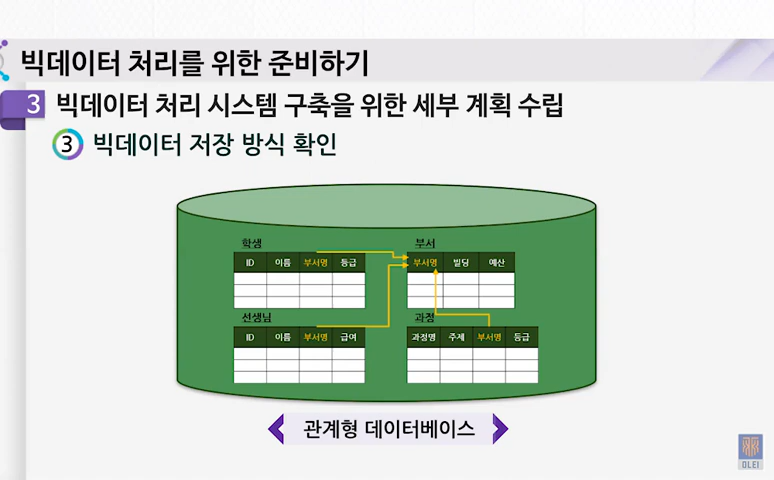 빅데이터 처리를 위한 준비하기
3 빅데이터 처리 시스템 구축을 위한 세부 계획 수립
3 빅데이터 저장 방식 확인
학생
ID 이름 부서명 등급
부서
부서명 빌딩 예산
선생님
ID 이름 부서명 급여
과정
과정명 주제 부서명 등급
관계형 데이터베이스
OLEI